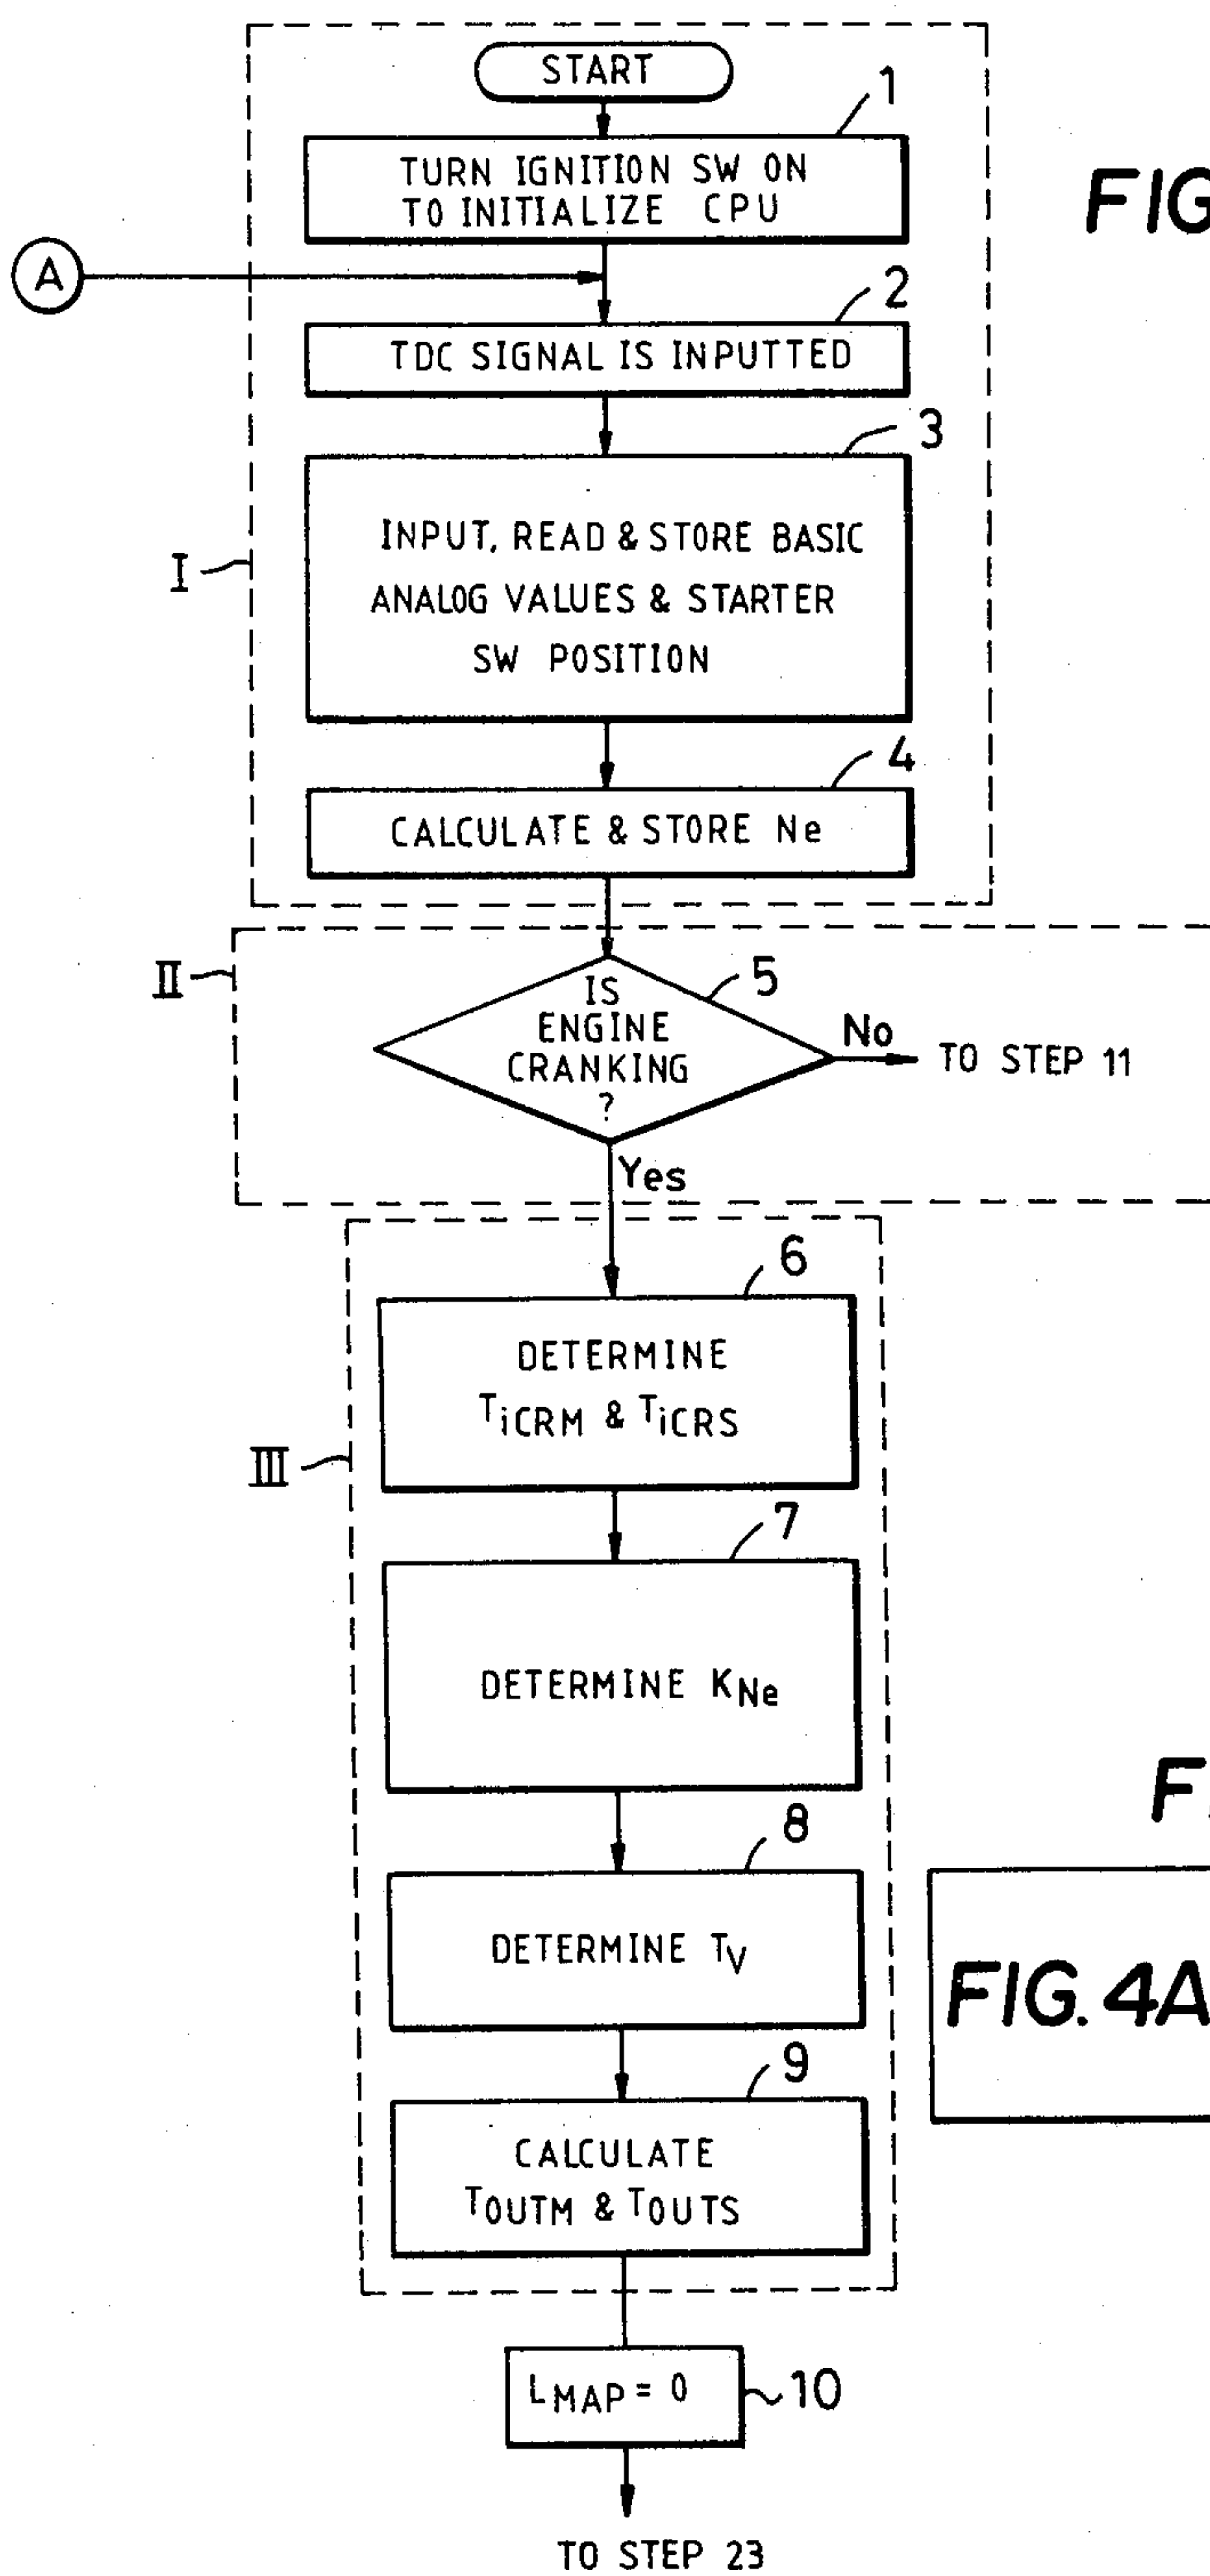 START
1
TURN IGNITION SW ON
TO INITIALIZE CPU
FIG
A
2
TDC SIGNAL IS INPUTTED
3
INPUT, READ & STORE BASIC
ANALOG VALUES & STARTER
SW POSITION
I
4
CALCULATE & STORE Ne
II
5
IS
ENGINE
CRANKING
?
No
TO STEP 11
Yes
6
DETERMINE
TiCRM & TiCRS
III
7
DETERMINE KNe
8
DETERMINE TV
FIG. 4A
9
CALCULATE
TOUTM & TOUTS
LMAP = 0
10
TO STEP 23